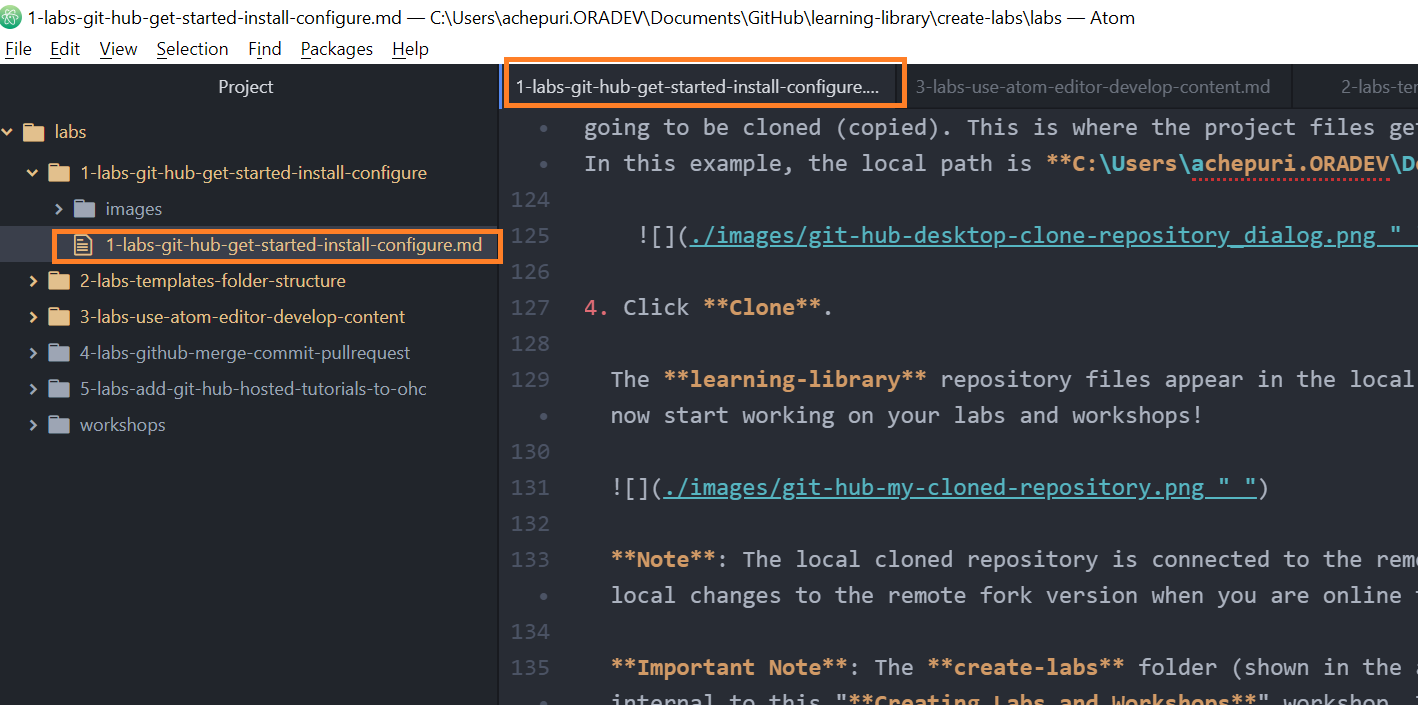 1-labs-git-hub-get-started-install-configure.md — C:\Users\achepuri.ORADEV\Documents\GitHub\learning-library\create-labs\labs — Atom
File Edit View Selection Find Packages Help
Project
labs
1-labs-git-hub-get-started-install-configure
images
1-labs-git-hub-get-started-install-configure.md
2-labs-templates-folder-structure
3-labs-use-atom-editor-develop-content
4-labs-github-merge-commit-pullrequest
5-labs-add-git-hub-hosted-tutorials-to-ohc
workshops
1-labs-git-hub-get-started-install-configure.... 3-labs-use-atom-editor-develop-content.md 2-labs-ter
• going to be cloned (copied). This is where the project files ge
• In this example, the local path is **C:\Users\achepuri.ORADEV\D
124
125 ![](./images/git-hub-desktop-clone-repository_dialog.png "
126
127 4. Click **Clone**.
128
129 The **learning-library** repository files appear in the local
• now start working on your labs and workshops!
130
131 ![](./images/git-hub-my-cloned-repository.png " ")
132
133 **Note**: The local cloned repository is connected to the rem
• local changes to the remote fork version when you are online
134
135 **Important Note**: The **create-labs** folder (shown in the
• internal to this "**Creating Labs and Workshops**" workshop.